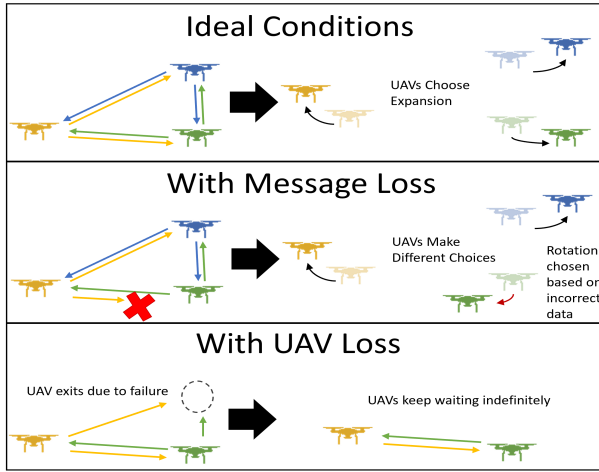 Ideal Conditions
UAVs Choose
Expansion
With Message Loss
UAVs Make
Different Choices
Rotation
chosen
based on
incorrect
data
With UAV Loss
UAV exits due to failure
UAVs keep waiting indefinitely